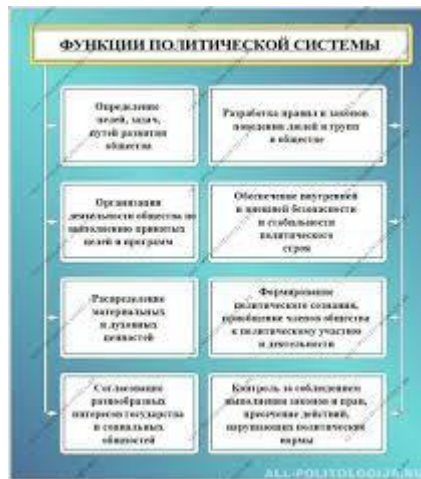 ФУНКЦИИ ПОЛИТИЧЕСКОЙ СИСТЕМЫ
Определение
целей, задач,
путей развития
общества
Разработка правил и законов
поведения людей и групп
в обществе
Организация
деятельности общества по
выполнению принятых
целей и программ
Обеспечение внутренней
и внешней безопасности
и стабильности
политического
строя
Распределение
материальных
и духовных
ценностей
Формирование
политического сознания,
приобщение членов общества
к политическому участию
и деятельности
Согласование
разнообразных
интересов государства
и социальных
общностей
Контроль за соблюдением
выполнения законов и прав,
пресечение действий,
нарушающих политические
нормы
ALL-POLITOLOGIJA.RU